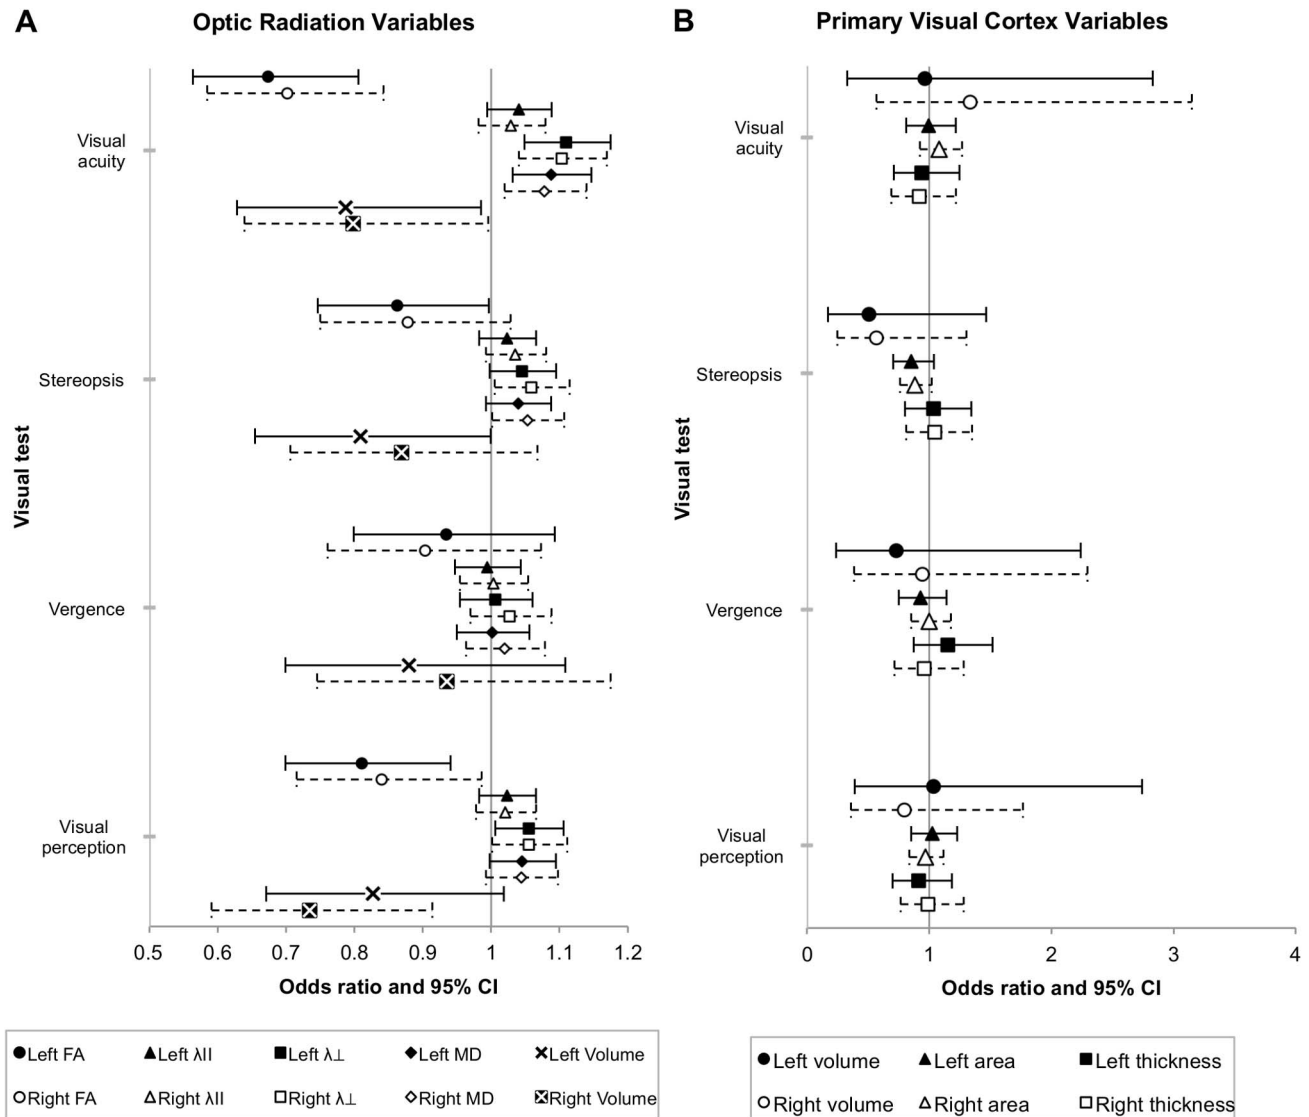 A
Optic Radiation Variables
Visual test
Visual
acuity
Stereopsis
Vergence
Visual
perception
0.5 0.6 0.7 0.8 0.9 1 1.1 1.2
Odds ratio and 95% CI
Left FA Left λII Left λ⊥ Left MD Left Volume
Right FA Right λII Right λ⊥ Right MD Right Volume
B
Primary Visual Cortex Variables
Visual test
Visual
acuity
Stereopsis
Vergence
Visual
perception
0 1 2 3 4
Odds ratio and 95% CI
Left volume Left area Left thickness
Right volume Right area Right thickness